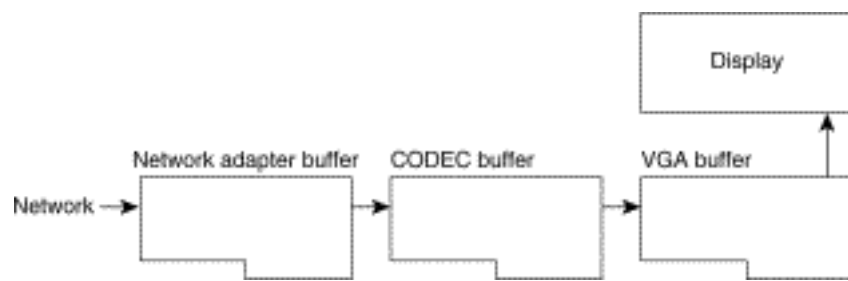 Display
Network adapter buffer
CODEC buffer
VGA buffer
Network